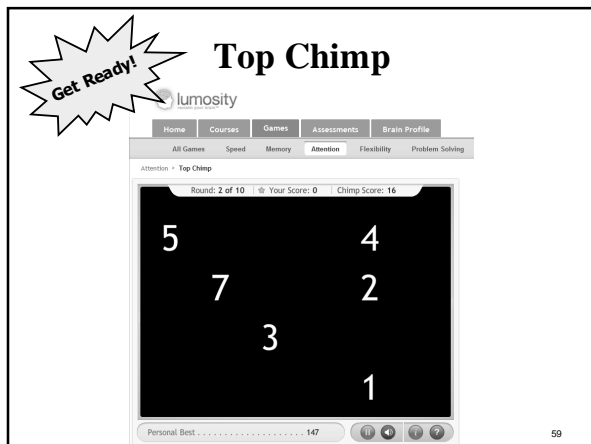 Get Ready!
Top Chimp
lumosity
Home Courses Games Assessments Brain Profile
All Games Speed Memory Attention Flexibility Problem Solving
Attention > Top Chimp
Round: 2 of 10 Your Score: 0 Chimp Score: 16
5 4
7 2
3
1
Personal Best . . . . . . . . . . . . . . . . . . . . 147
i ?
59